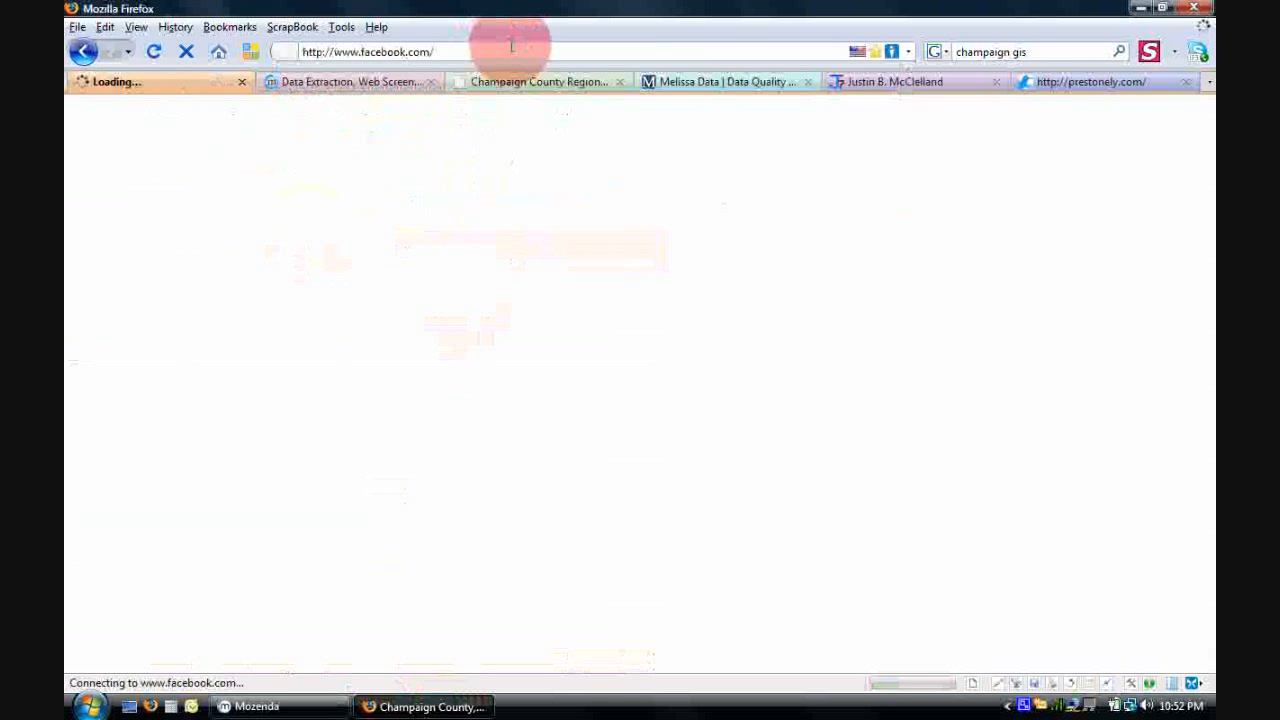 Mozilla Firefox
File Edit View History Bookmarks ScrapBook Tools Help
http://www.facebook.com/ G champaign gis S
Loading... Data Extraction, Web Screen... Champaign County Region... M Melissa Data | Data Quality ... Justin B. McClelland http://prestonely.com/
Connecting to www.facebook.com...
m Mozenda Champaign County,... 10:52 PM